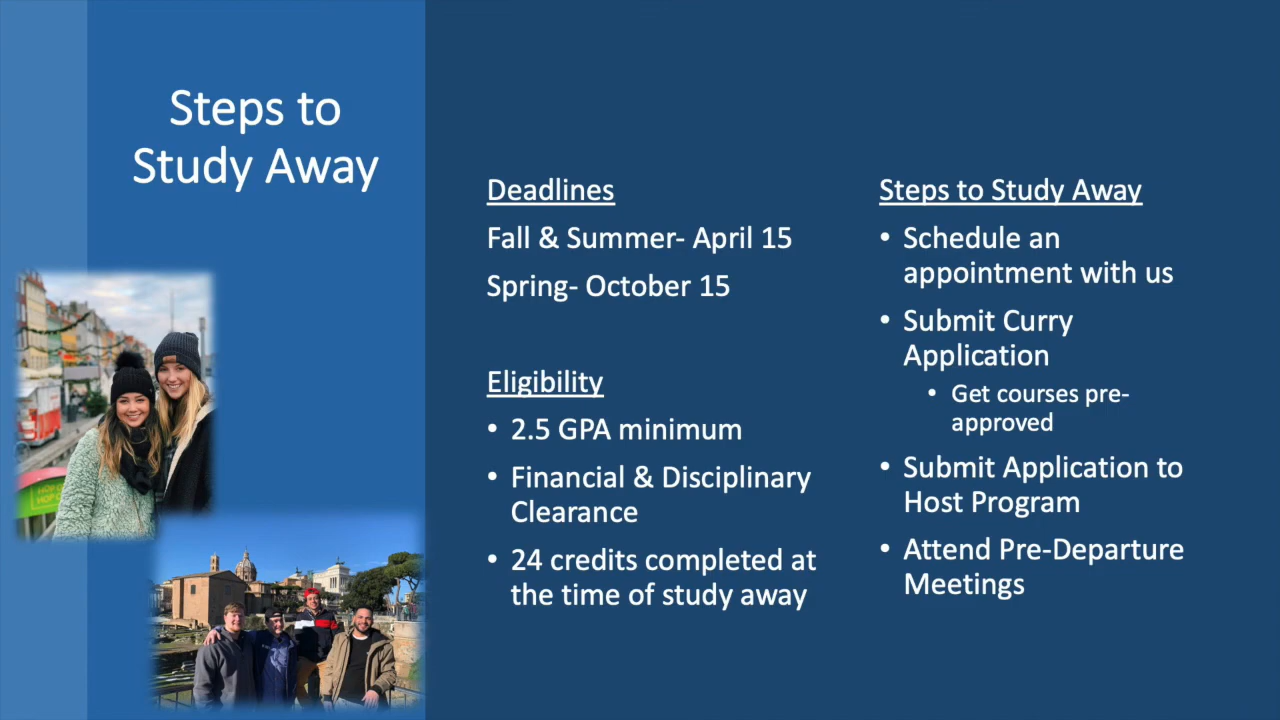 Steps to
Study Away
Deadlines
Fall & Summer- April 15
Spring- October 15
Eligibility
• 2.5 GPA minimum
• Financial & Disciplinary
Clearance
• 24 credits completed at
the time of study away
Steps to Study Away
• Schedule an
appointment with us
• Submit Curry
Application
• Get courses pre-
approved
• Submit Application to
Host Program
• Attend Pre-Departure
Meetings